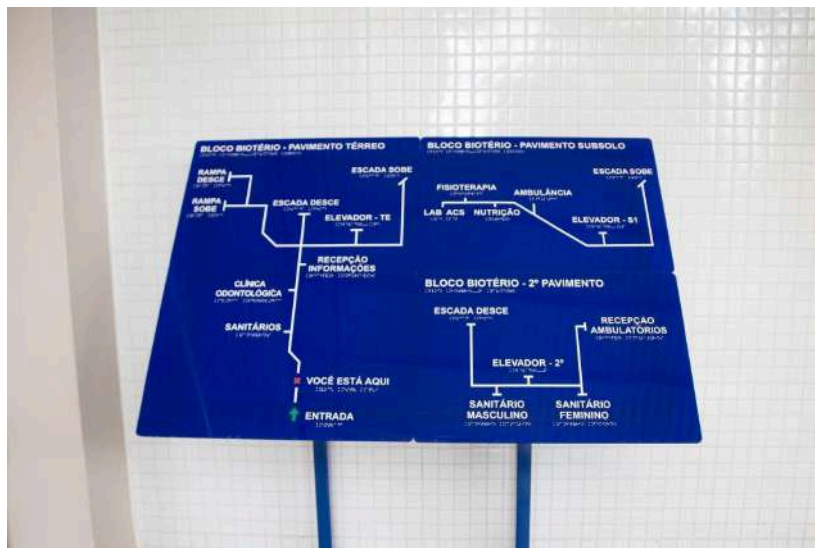 BLOCO BIOTÉRIO - PAVIMENTO TÉRREO
RAMPA
DESCE
ESCADA SOBE
RAMPA
SOBE
ESCADA DESCE
ELEVADOR - TE
RECEPÇÃO
INFORMAÇÕES
CLÍNICA
ODONTOLÓGICA
SANITÁRIOS
VOCÊ ESTÁ AQUI
ENTRADA
BLOCO BIOTÉRIO - PAVIMENTO SUBSOLO
ESCADA SOBE
FISIOTERAPIA
AMBULÂNCIA
LAB ACS
NUTRIÇÃO
ELEVADOR - S1
BLOCO BIOTÉRIO - 2º PAVIMENTO
ESCADA DESCE
RECEPÇÃO
AMBULATÓRIOS
ELEVADOR - 2º
SANITÁRIO
MASCULINO
SANITÁRIO
FEMININO